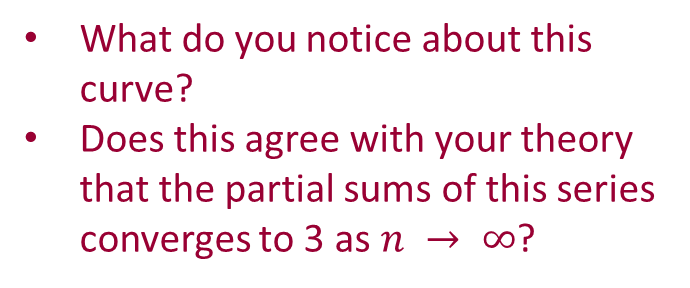 • What do you notice about this
curve?
• Does this agree with your theory
that the partial sums of this series
converges to 3 as n → ∞?